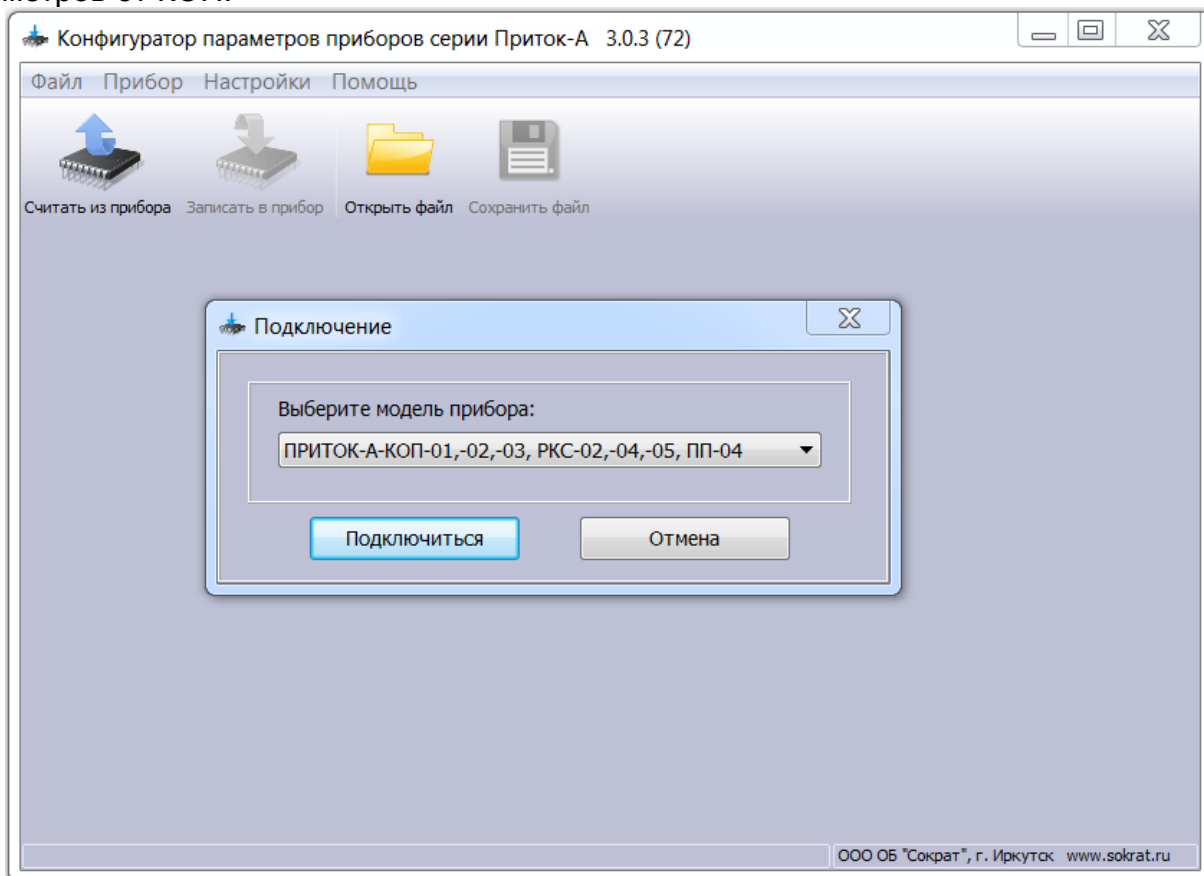 Конфигуратор параметров приборов серии Приток-А 3.0.3 (72)
Файл Прибор Настройки Помощь
Считать из прибора Записать в прибор Открыть файл Сохранить файл
Подключение
Выберите модель прибора:
ПРИТОК-А-КОП-01,-02,-03, РКС-02,-04,-05, ПП-04
Подключиться Отмена
ООО ОБ "Сократ", г. Иркутск www.sokrat.ru